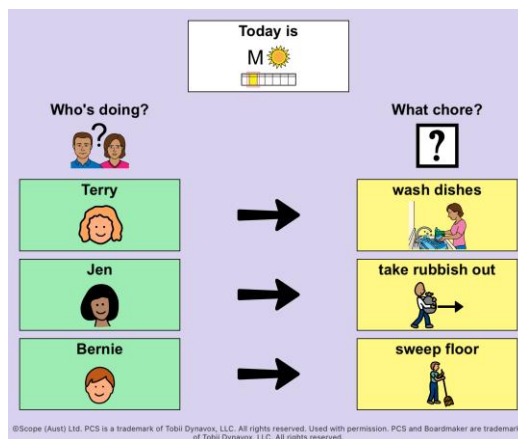 Today is
M
Who's doing?
What chore?
?
?
Terry
wash dishes
Jen
take rubbish out
Bernie
sweep floor
©Scope (Aust) Ltd. PCS is a trademark of Tobii Dynavox, LLC. All rights reserved. Used with permission. PCS and Boardmaker are trademark
of Tobii Dynavox, LLC. All rights reserved.